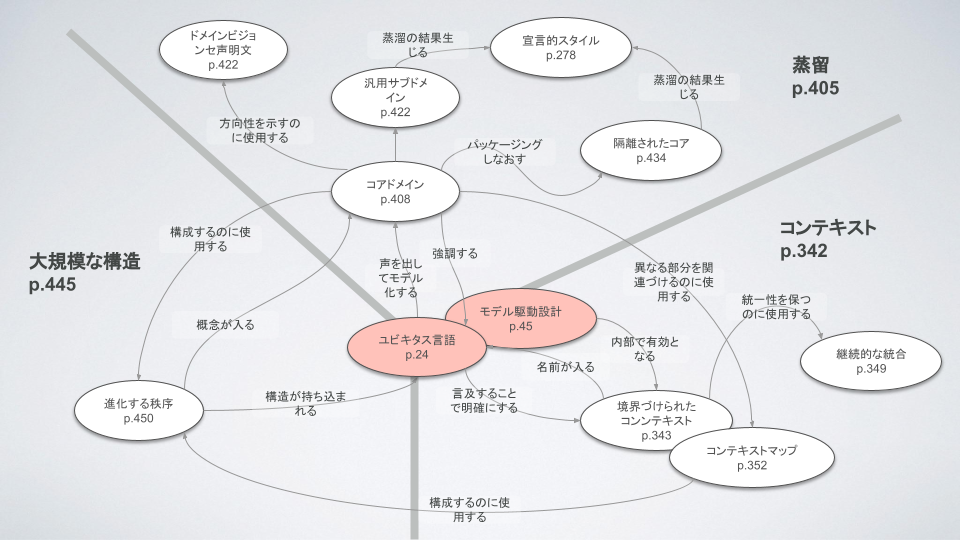 ドメインビジョ
ンセ声明文
p.422
蒸溜の結果生
じる
宣言的スタイル
p.278
蒸留
p.405
汎用サブドメ
イン
p.422
蒸溜の結果生
じる
方向性を示すの
に使用する
パッケージング
しなおす
隔離されたコア
p.434
コアドメイン
p.408
構成するのに使
用する
コンテキスト
p.342
大規模な構造
p.445
声を出し
てモデル
化する
強調する
異なる部分を関
連づけるのに使
用する
統一性を保つ
のに使用する
概念が入る
モデル駆動設計
p.45
ユビキタス言語
p.24
内部で有効と
なる
継続的な統合
p.349
名前が入る
構造が持ち込ま
れる
言及すること
で明確にする
進化する秩序
p.450
境界づけられた
コンンテキスト
p.343
コンテキストマップ
p.352
構成するのに使
用する